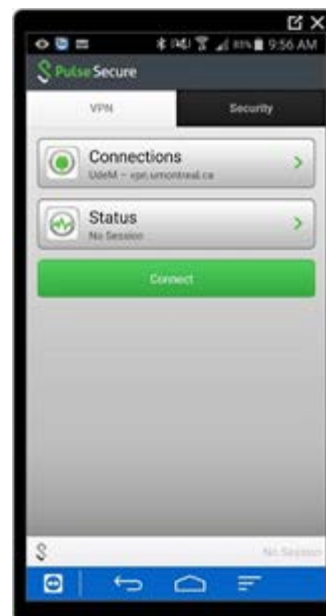 9:56 AM
Pulse Secure
VPN
Security
Connections
UdeM – vpn.umontreal.ca
Status
No Session
Connect
No Session